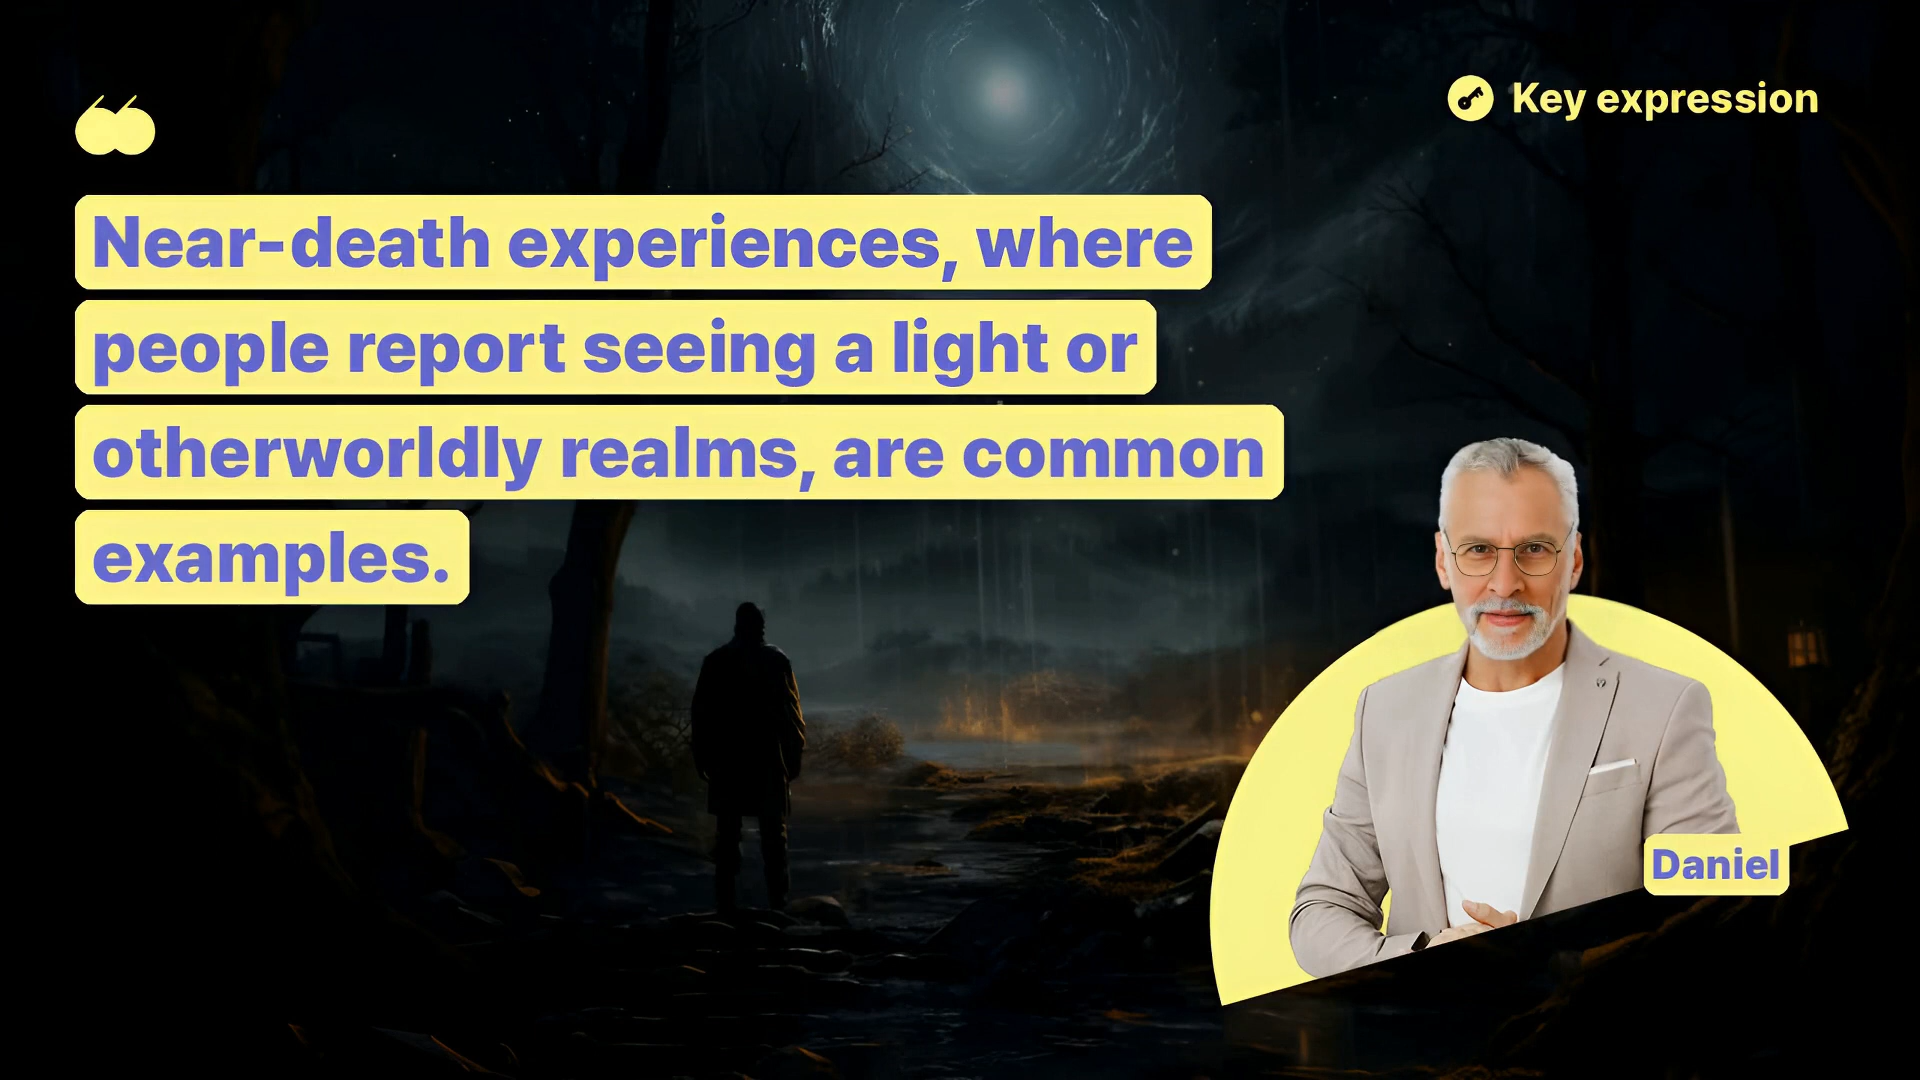 Key expression
Near-death experiences, where
people report seeing a light or
otherworldly realms, are common
examples.
Daniel